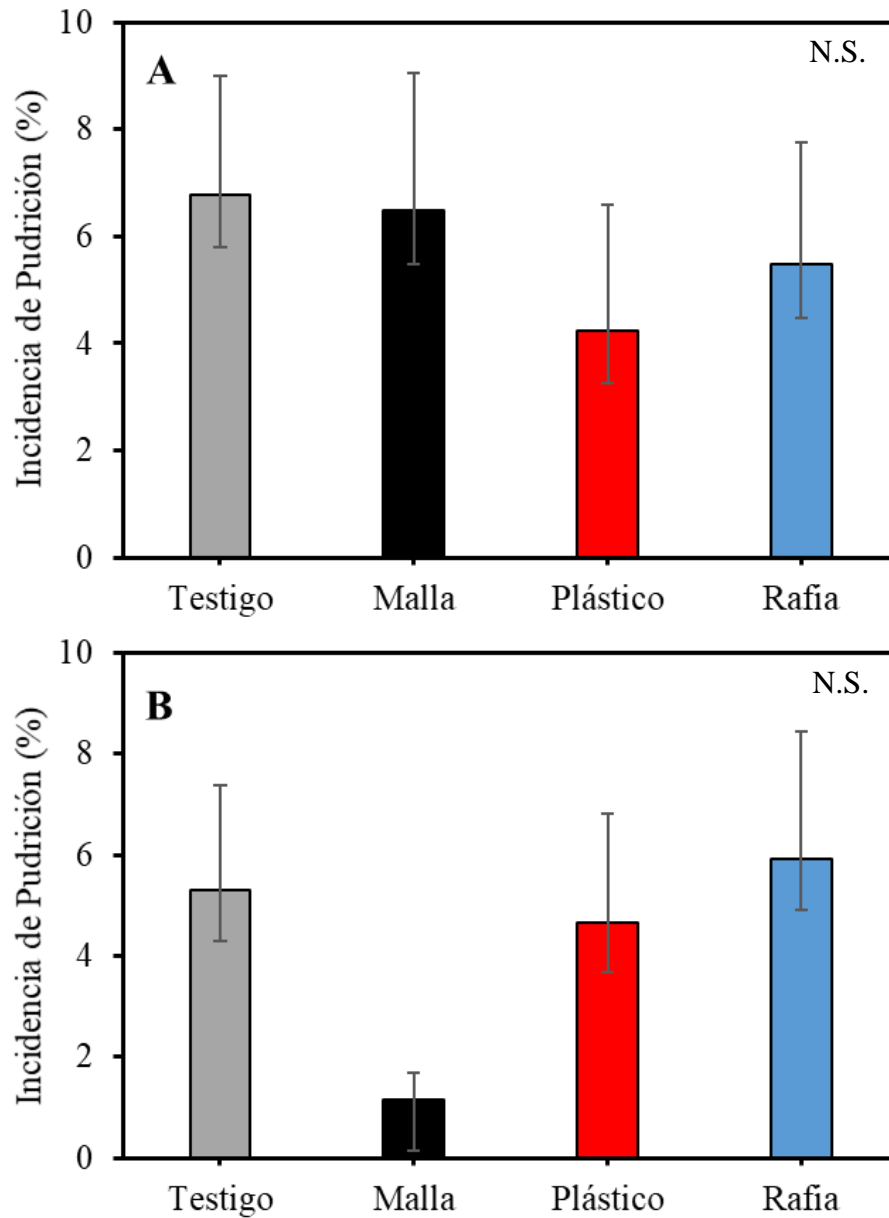 10
N.S.
A
8
6
4
2
0
Incidencia de Pudrición (%)
Testigo Malla Plástico Rafia
10
N.S.
B
8
6
4
2
0
Incidencia de Pudrición (%)
Testigo Malla Plástico Rafia